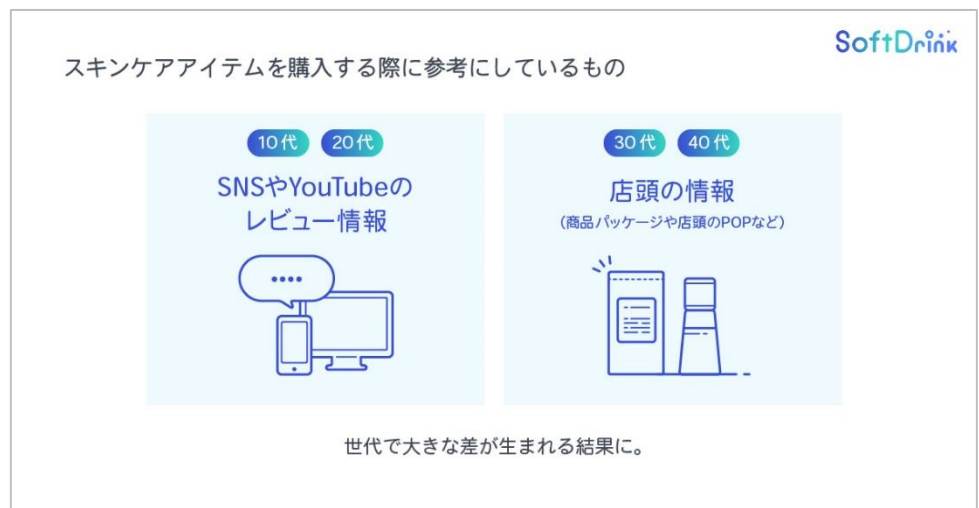 SoftDrink
スキンケアアイテムを購入する際に参考にしているもの
10代 20代
SNSやYouTubeの
レビュー情報
30代 40代
店頭の情報
(商品パッケージや店頭のPOPなど)
世代で大きな差が生まれる結果に。